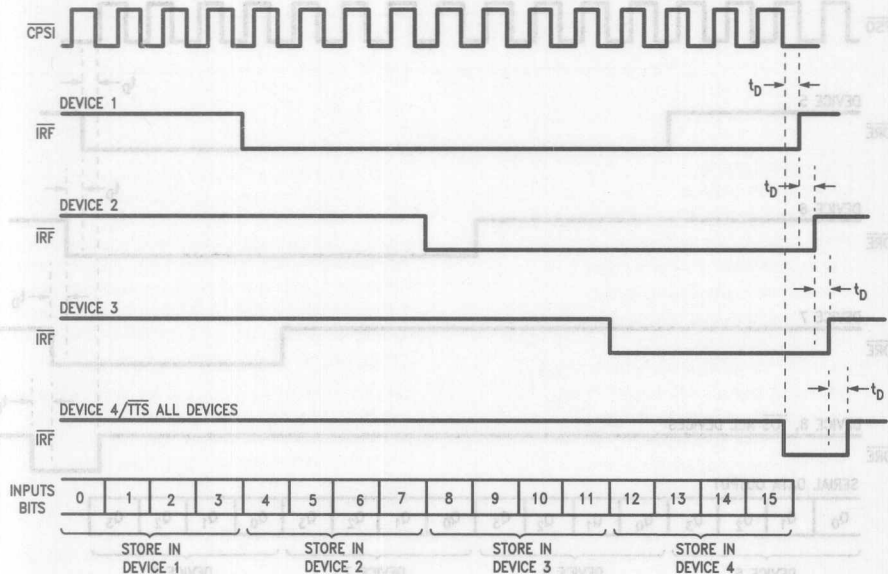 CPSI
t_D
DEVICE 1
IRF
t_D
DEVICE 2
IRF
DEVICE 3
t_D
IRF
t_D
DEVICE 4/TTS ALL DEVICES
IRF
INPUTS BITS 0 1 2 3 4 5 6 7 8 9 10 11 12 13 14 15
STORE IN DEVICE 1
STORE IN DEVICE 2
STORE IN DEVICE 3
STORE IN DEVICE 4